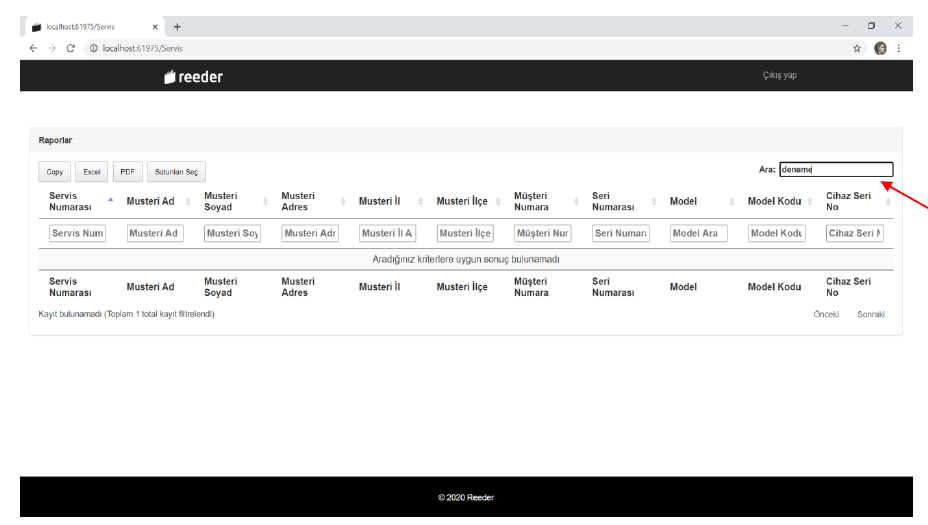 localhost:61975/Servis
localhost:61975/Servis
reeder
Çıkış yap
Raporlar
Copy Excel PDF Sütunları Seç
Ara: deneme
Servis Numarası Musteri Ad Musteri Soyad Musteri Adres Musteri İl Musteri İlçe Müşteri Numara Seri Numarası Model Model Kodu Cihaz Seri No
Servis Num Musteri Ad Musteri Soy Musteri Adr Musteri İl A Musteri İlçe Müşteri Nur Seri Numara Model Ara Model Kodu Cihaz Seri N
Aradığınız kriterlere uygun sonuç bulunamadı
Servis Numarası Musteri Ad Musteri Soyad Musteri Adres Musteri İl Musteri İlçe Müşteri Numara Seri Numarası Model Model Kodu Cihaz Seri No
Kayıt bulunamadı (Toplam 1 total kayıt filtrelendi)
Önceki Sonraki
© 2020 Reeder